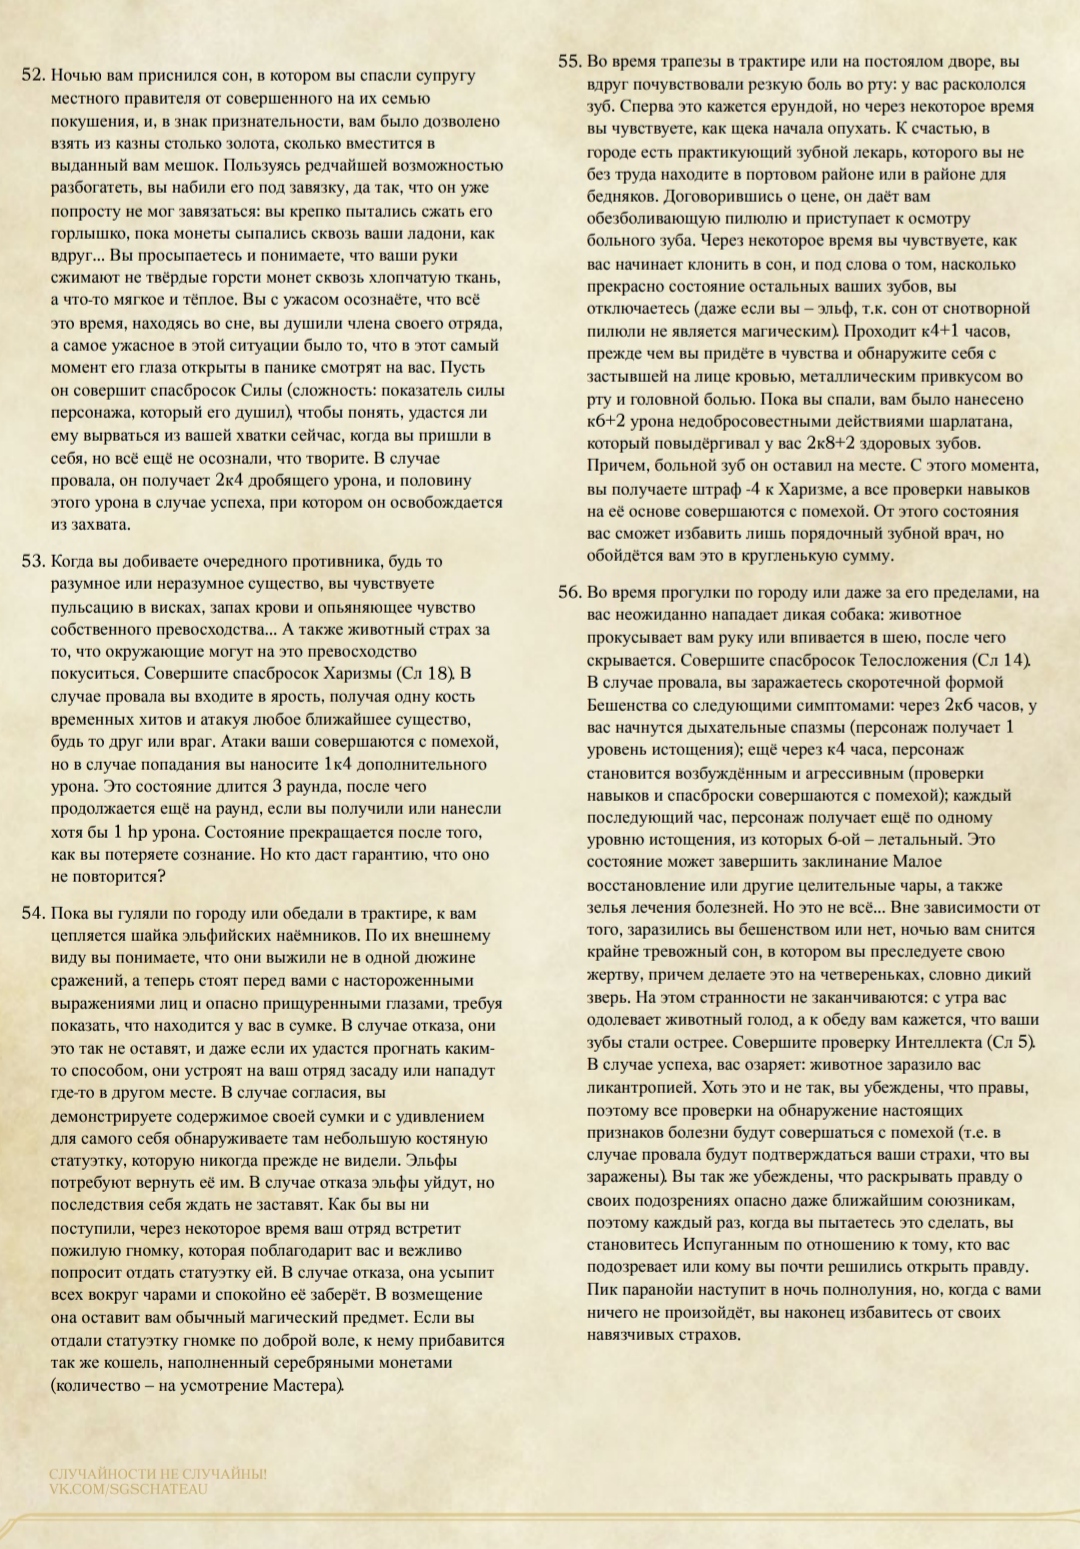 52. Ночью вам приснился сон, в котором вы спасли супругу
местного правителя от совершенного на их семью
покушения, и, в знак признательности, вам было дозволено
взять из казны столько золота, сколько вместится в
выданный вам мешок. Пользуясь редчайшей возможностью
разбогатеть, вы набили его под завязку, да так, что он уже
попросту не мог завязаться: вы крепко пытались сжать его
горлышко, пока монеты сыпались сквозь ваши ладони, как
вдруг... Вы просыпаетесь и понимаете, что ваши руки
сжимают не твёрдые горсти монет сквозь хлопчатую ткань,
а что-то мягкое и тёплое. Вы с ужасом осознаёте, что всё
это время, находясь во сне, вы душили члена своего отряда,
а самое ужасное в этой ситуации было то, что в этот самый
момент его глаза открыты в панике смотрят на вас. Пусть
он совершит спасбросок Силы (сложность: показатель силы
персонажа, который его душил), чтобы понять, удастся ли
ему вырваться из вашей хватки сейчас, когда вы пришли в
себя, но всё ещё не осознали, что творите. В случае
провала, он получает 2к4 дробящего урона, и половину
этого урона в случае успеха, при котором он освобождается
из захвата.
53. Когда вы добиваете очередного противника, будь то
разумное или неразумное существо, вы чувствуете
пульсацию в висках, запах крови и опьяняющее чувство
собственного превосходства... А также животный страх за
то, что окружающие могут на это превосходство
покуситься. Совершите спасбросок Харизмы (Сл 18). В
случае провала вы входите в ярость, получая одну кость
временных хитов и атакуя любое ближайшее существо,
будь то друг или враг. Атаки ваши совершаются с помехой,
но в случае попадания вы наносите 1к4 дополнительного
урона. Это состояние длится 3 раунда, после чего
продолжается ещё на раунд, если вы получили или нанесли
хотя бы 1 hp урона. Состояние прекращается после того,
как вы потеряете сознание. Но кто даст гарантию, что оно
не повторится?
54. Пока вы гуляли по городу или обедали в трактире, к вам
цепляется шайка эльфийских наёмников. По их внешнему
виду вы понимаете, что они выжили не в одной дюжине
сражений, а теперь стоят перед вами с настороженными
выражениями лиц и опасно прищуренными глазами, требуя
показать, что находится у вас в сумке. В случае отказа, они
это так не оставят, и даже если их удастся прогнать каким-
то способом, они устроят на ваш отряд засаду или нападут
где-то в другом месте. В случае согласия, вы
демонстрируете содержимое своей сумки и с удивлением
для самого себя обнаруживаете там небольшую костяную
статуэтку, которую никогда прежде не видели. Эльфы
потребуют вернуть её им. В случае отказа эльфы уйдут, но
последствия себя ждать не заставят. Как бы вы ни
поступили, через некоторое время ваш отряд встретит
пожилую гномку, которая поблагодарит вас и вежливо
попросит отдать статуэтку ей. В случае отказа, она усыпит
всех вокруг чарами и спокойно её заберёт. В возмещение
она оставит вам обычный магический предмет. Если вы
отдали статуэтку гномке по доброй воле, к нему прибавится
так же кошель, наполненный серебряными монетами
(количество – на усмотрение Мастера).
СЛУЧАЙНОСТИ НЕ СЛУЧАЙНЫ!
VK.COM/SGSCHATEAU
55. Во время трапезы в трактире или на постоялом дворе, вы
вдруг почувствовали резкую боль во рту: у вас раскололся
зуб. Сперва это кажется ерундой, но через некоторое время
вы чувствуете, как щека начала опухать. К счастью, в
городе есть практикующий зубной лекарь, которого вы не
без труда находите в портовом районе или в районе для
бедняков. Договорившись о цене, он даёт вам
обезболивающую пилюлю и приступает к осмотру
больного зуба. Через некоторое время вы чувствуете, как
вас начинает клонить в сон, и под слова о том, насколько
прекрасно состояние остальных ваших зубов, вы
отключаетесь (даже если вы – эльф, т.к. сон от снотворной
пилюли не является магическим). Проходит к4+1 часов,
прежде чем вы придёте в чувства и обнаружите себя с
застывшей на лице кровью, металлическим привкусом во
рту и головной болью. Пока вы спали, вам было нанесено
к6+2 урона недобросовестными действиями шарлатана,
который повыдёргивал у вас 2к8+2 здоровых зубов.
Причем, больной зуб он оставил на месте. С этого момента,
вы получаете штраф -4 к Харизме, а все проверки навыков
на её основе совершаются с помехой. От этого состояния
вас сможет избавить лишь порядочный зубной врач, но
обойдётся вам это в кругленькую сумму.
56. Во время прогулки по городу или даже за его пределами, на
вас неожиданно нападает дикая собака: животное
прокусывает вам руку или впивается в шею, после чего
скрывается. Совершите спасбросок Телосложения (Сл 14).
В случае провала, вы заражаетесь скоротечной формой
Бешенства со следующими симптомами: через 2к6 часов, у
вас начнутся дыхательные спазмы (персонаж получает 1
уровень истощения); ещё через к4 часа, персонаж
становится возбуждённым и агрессивным (проверки
навыков и спасброски совершаются с помехой); каждый
последующий час, персонаж получает ещё по одному
уровню истощения, из которых 6-ой – летальный. Это
состояние может завершить заклинание Малое
восстановление или другие целительные чары, а также
зелья лечения болезней. Но это не всё... Вне зависимости от
того, заразились вы бешенством или нет, ночью вам снится
крайне тревожный сон, в котором вы преследуете свою
жертву, причем делаете это на четвереньках, словно дикий
зверь. На этом странности не заканчиваются: с утра вас
одолевает животный голод, а к обеду вам кажется, что ваши
зубы стали острее. Совершите проверку Интеллекта (Сл 5).
В случае успеха, вас озаряет: животное заразило вас
ликантропией. Хоть это и не так, вы убеждены, что правы,
поэтому все проверки на обнаружение настоящих
признаков болезни будут совершаться с помехой (т.е. в
случае провала будут подтверждаться ваши страхи, что вы
заражены). Вы так же убеждены, что раскрывать правду о
своих подозрениях опасно даже ближайшим союзникам,
поэтому каждый раз, когда вы пытаетесь это сделать, вы
становитесь Испуганным по отношению к тому, кто вас
подозревает или кому вы почти решились открыть правду.
Пик паранойи наступит в ночь полнолуния, но, когда с вами
ничего не произойдёт, вы наконец избавитесь от своих
навязчивых страхов.